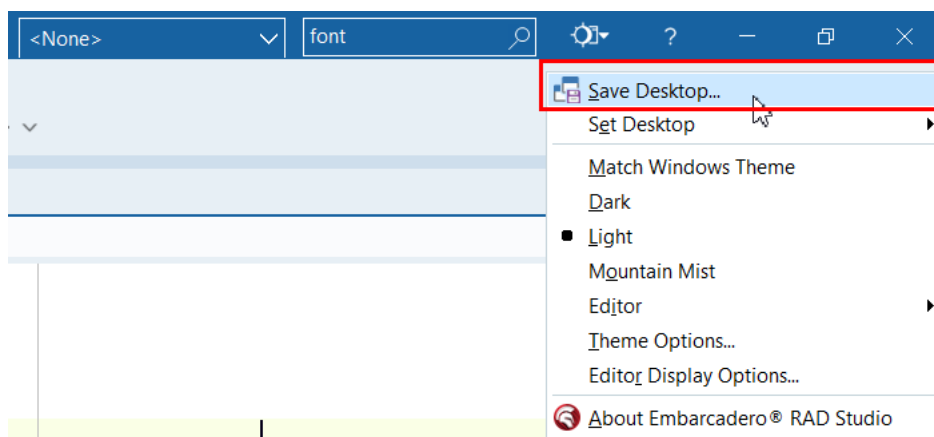 <None>
font
?
Save Desktop...
Set Desktop
Match Windows Theme
Dark
Light
Mountain Mist
Editor
Theme Options...
Editor Display Options...
About Embarcadero® RAD Studio